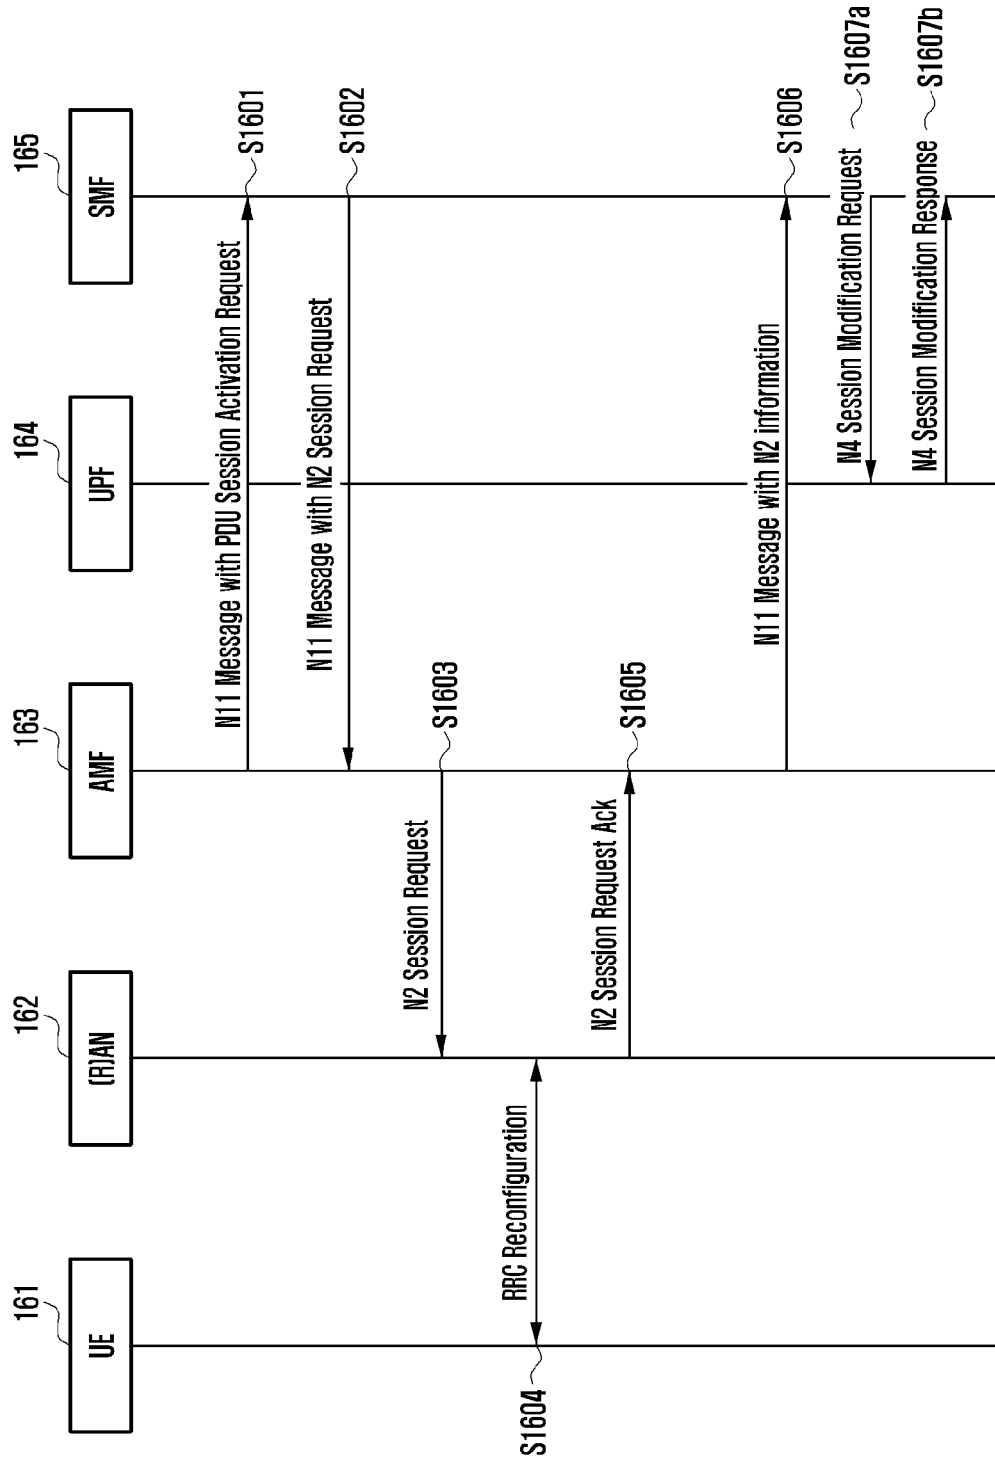 161
162
163
164
165
UE
(R)AN
AMF
UPF
SMF
N11 Message with PDU Session Activation Request
S1601
N11 Message with N2 Session Request
S1602
N2 Session Request
S1603
S1604
RRC Reconfiguration
N2 Session Request Ack
S1605
N11 Message with N2 information
S1606
N4 Session Modification Request
S1607a
N4 Session Modification Response
S1607b